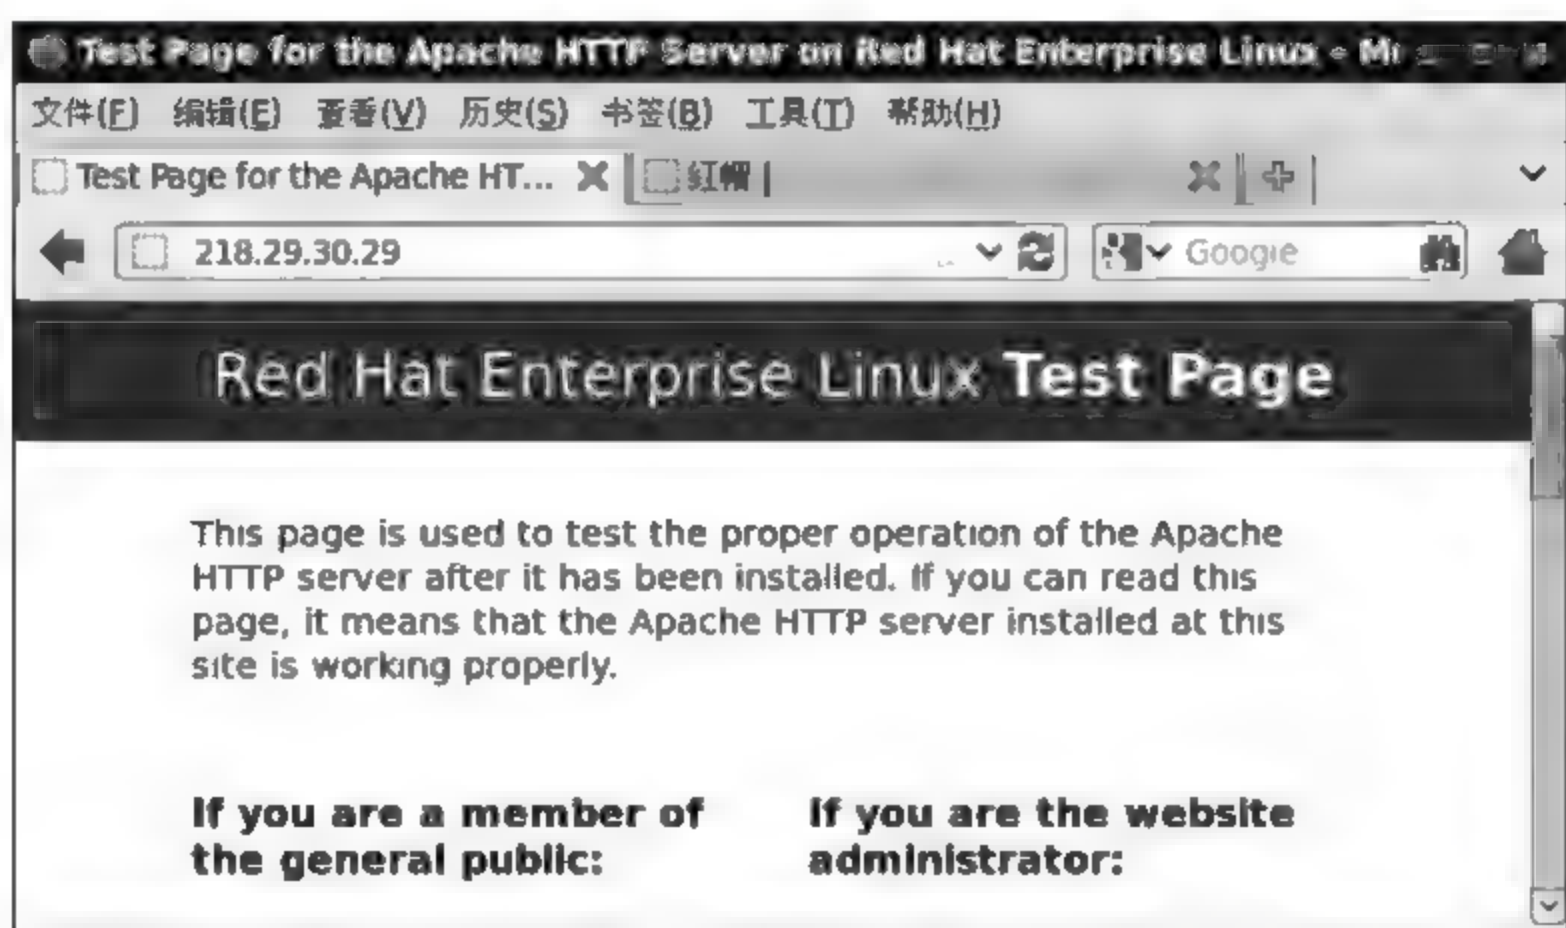 Test Page for the Apache HTTP Server on Red Hat Enterprise Linux – Mo
文件(F) 编辑(E) 查看(V) 历史(S) 书签(B) 工具(T) 帮助(H)
Test Page for the Apache HT... 紅帽 |
218.29.30.29 Google
Red Hat Enterprise Linux Test Page
This page is used to test the proper operation of the Apache
HTTP server after it has been installed. If you can read this
page, it means that the Apache HTTP server installed at this
site is working properly.
If you are a member of
the general public:
If you are the website
administrator: